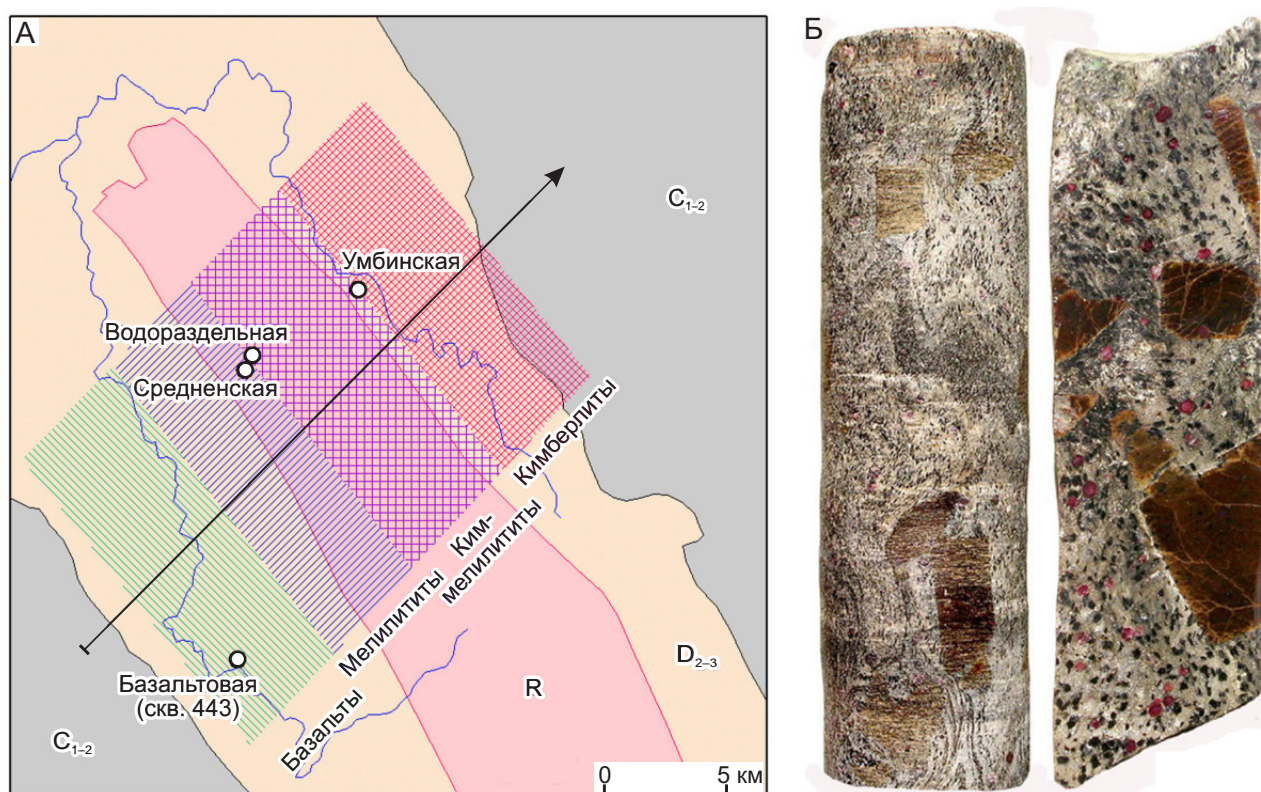 А
Б
C₁₋₂
Умбинская
Водораздельная
Средненская
Кимберлиты
Ким-
мелилититы
Мелилититы
Базальты
D₂₋₃
R
Базальтовая
(скв. 443)
C₁₋₂
0 5 км